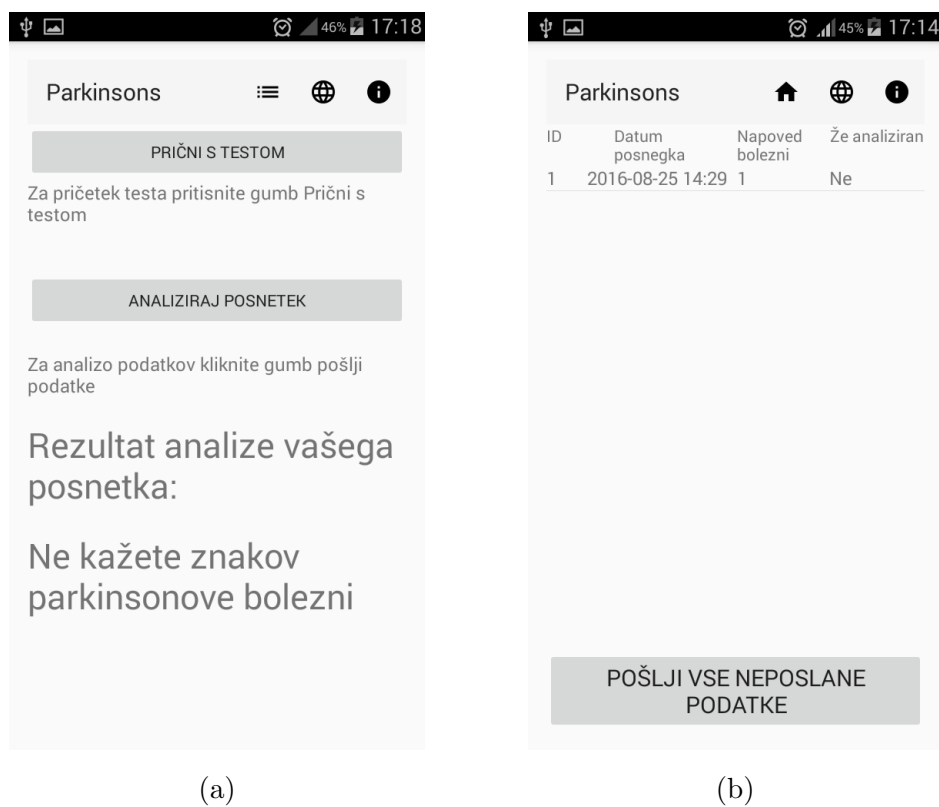 46% 17:18
Parkinsons
PRIČNI S TESTOM
Za pričetek testa pritisnite gumb Prični s
testom
ANALIZIRAJ POSNETEK
Za analizo podatkov kliknite gumb pošlji
podatke
Rezultat analize vašega
posnetka:
Ne kažete znakov
parkinsonove bolezni
(a)
45% 17:14
Parkinsons
ID Datum posnegka Napoved bolezni Že analiziran
1 2016-08-25 14:29 1 Ne
POŠLJI VSE NEPOSLANE
PODATKE
(b)